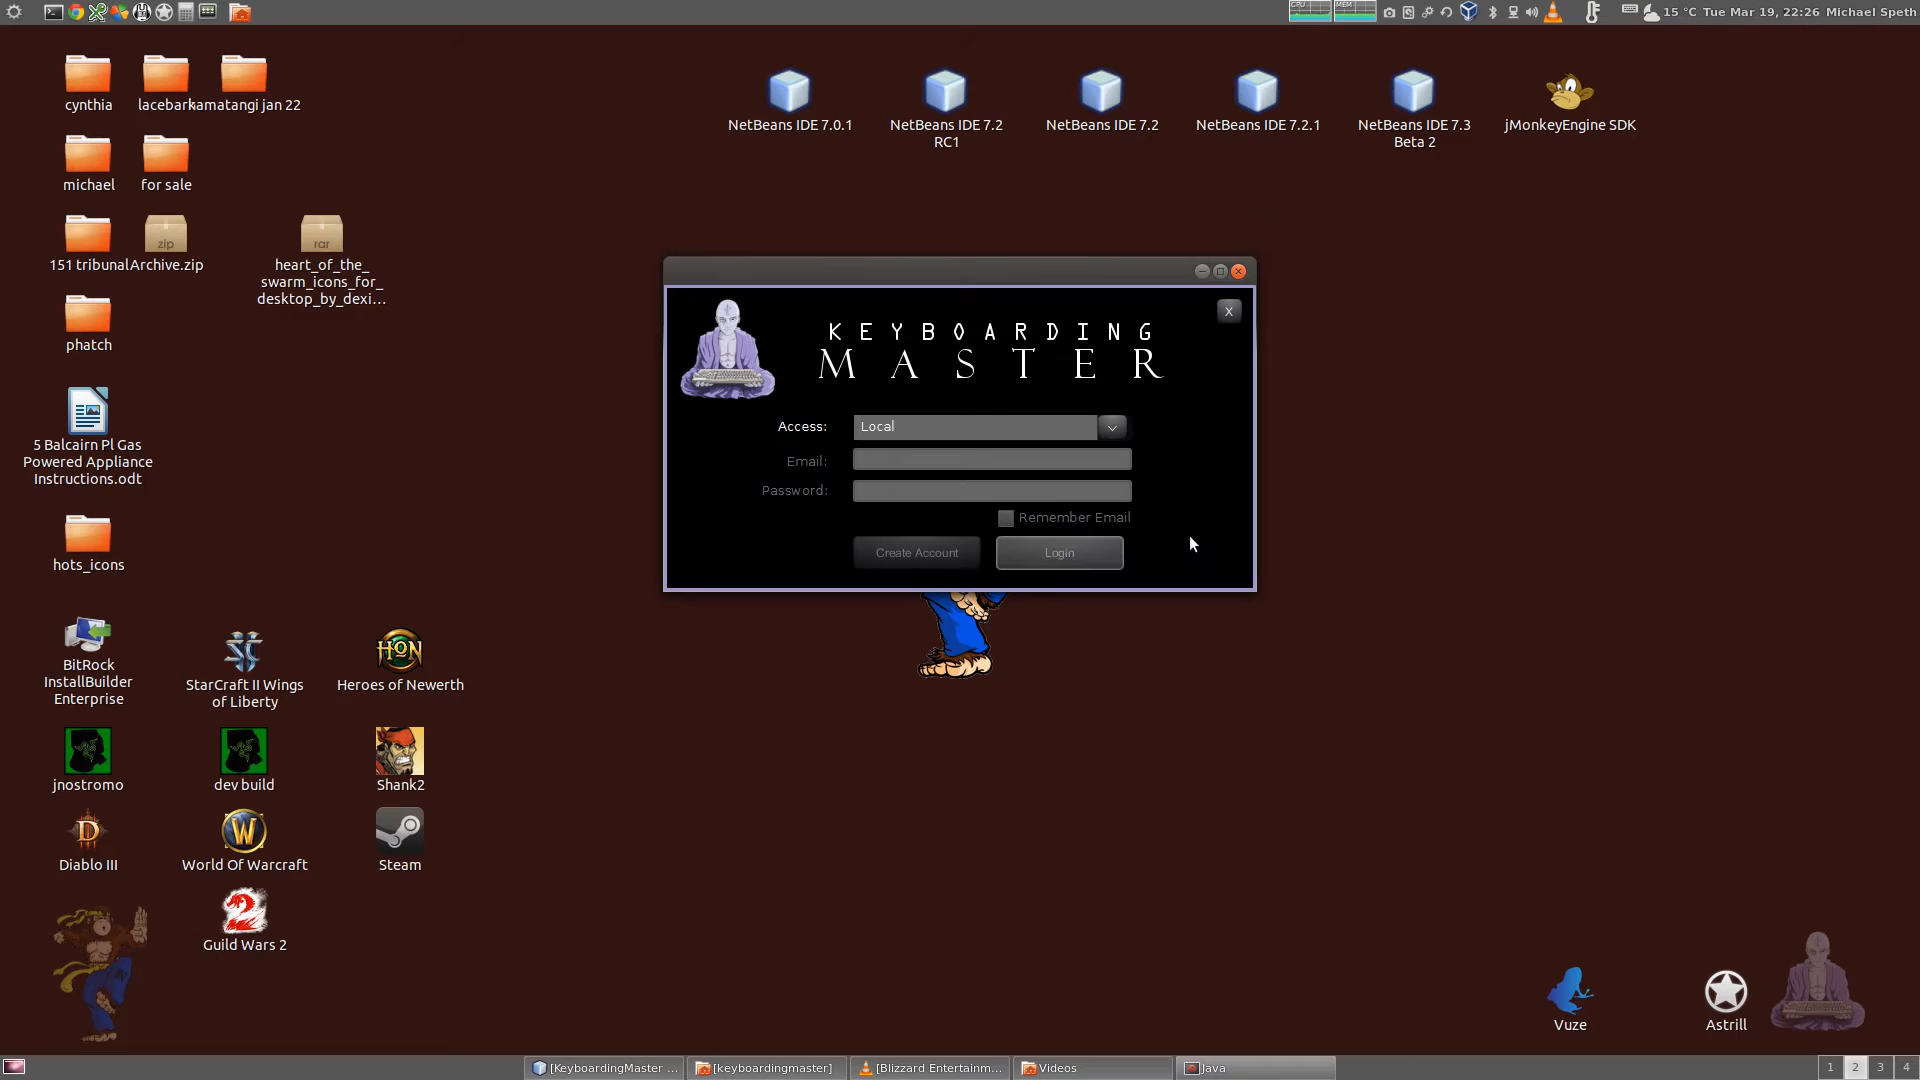 15 °C Tue Mar 19, 22:26 Michael Speth
cynthia
lacebark
amatangi jan 22
NetBeans IDE 7.0.1
NetBeans IDE 7.2
RC1
NetBeans IDE 7.2
NetBeans IDE 7.2.1
NetBeans IDE 7.3
Beta 2
jMonkeyEngine SDK
michael
for sale
zip
rar
151 tribunal
Archive.zip
heart_of_the_
swarm_icons_for_
desktop_by_dexi...
phatch
5 Balcairn Pl Gas
Powered Appliance
Instructions.odt
hots_icons
X
KEYBOARDING
MASTER
Access:
Local
Email:
Password:
Remember Email
Create Account
Login
BitRock
InstallBuilder
Enterprise
StarCraft II Wings
of Liberty
HON
Heroes of Newerth
jnostromo
dev build
Shank2
D
W
Diablo III
World Of Warcraft
Steam
2
Guild Wars 2
Vuze
Astrill
[KeyboardingMaster ...
[keyboardingmaster]
[Blizzard Entertainm...
Videos
Java
1
2
3
4